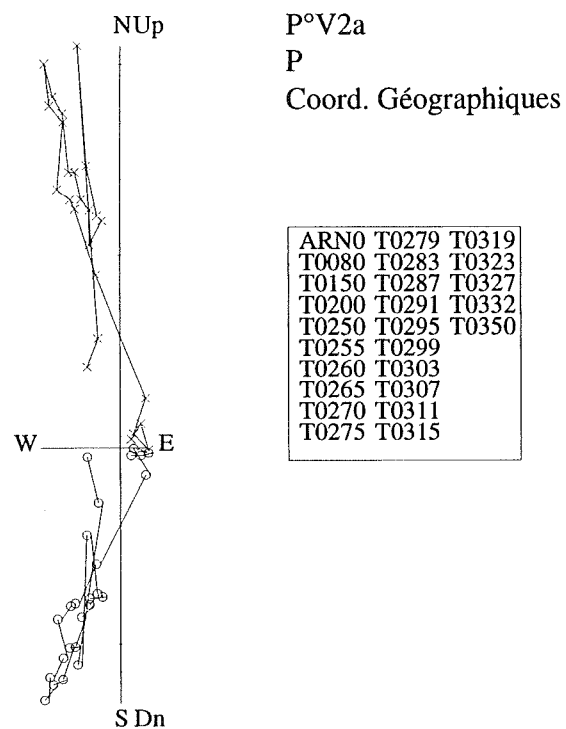 N Up
P°V2a
P
Coord. Géographiques
ARN0 T0279 T0319
T0080 T0283 T0323
T0150 T0287 T0327
T0200 T0291 T0332
T0250 T0295 T0350
T0255 T0299
T0260 T0303
T0265 T0307
T0270 T0311
T0275 T0315
W E
S Dn